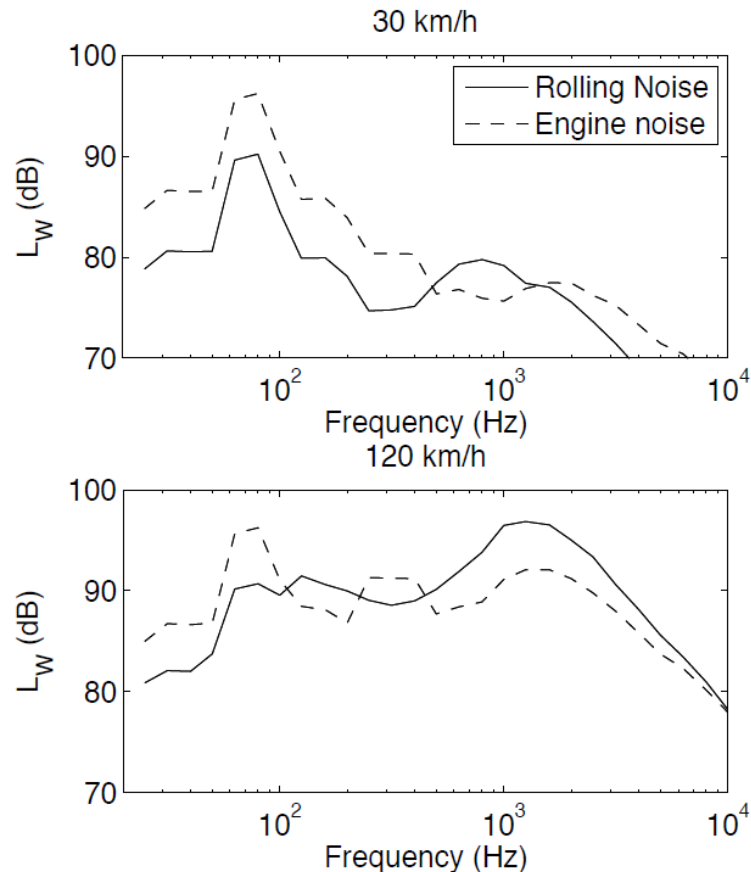 30 km/h
100
90
80
70
L_W (dB)
Rolling Noise
Engine noise
10^2
10^3
10^4
Frequency (Hz)
120 km/h
100
90
80
70
L_W (dB)
10^2
10^3
10^4
Frequency (Hz)